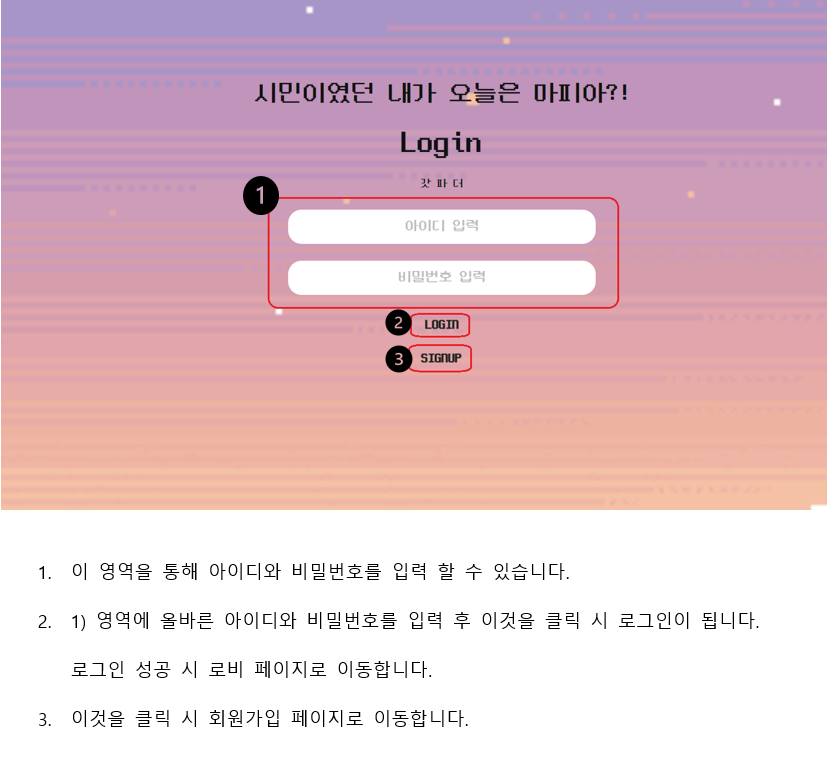 시민이였던 내가 오늘은 마피아?!
Login
갓 파 더
1
아이디 입력
비밀번호 입력
2 LOGIN
3 SIGNUP
1. 이 영역을 통해 아이디와 비밀번호를 입력 할 수 있습니다.
2. 1) 영역에 올바른 아이디와 비밀번호를 입력 후 이것을 클릭 시 로그인이 됩니다.
로그인 성공 시 로비 페이지로 이동합니다.
3. 이것을 클릭 시 회원가입 페이지로 이동합니다.